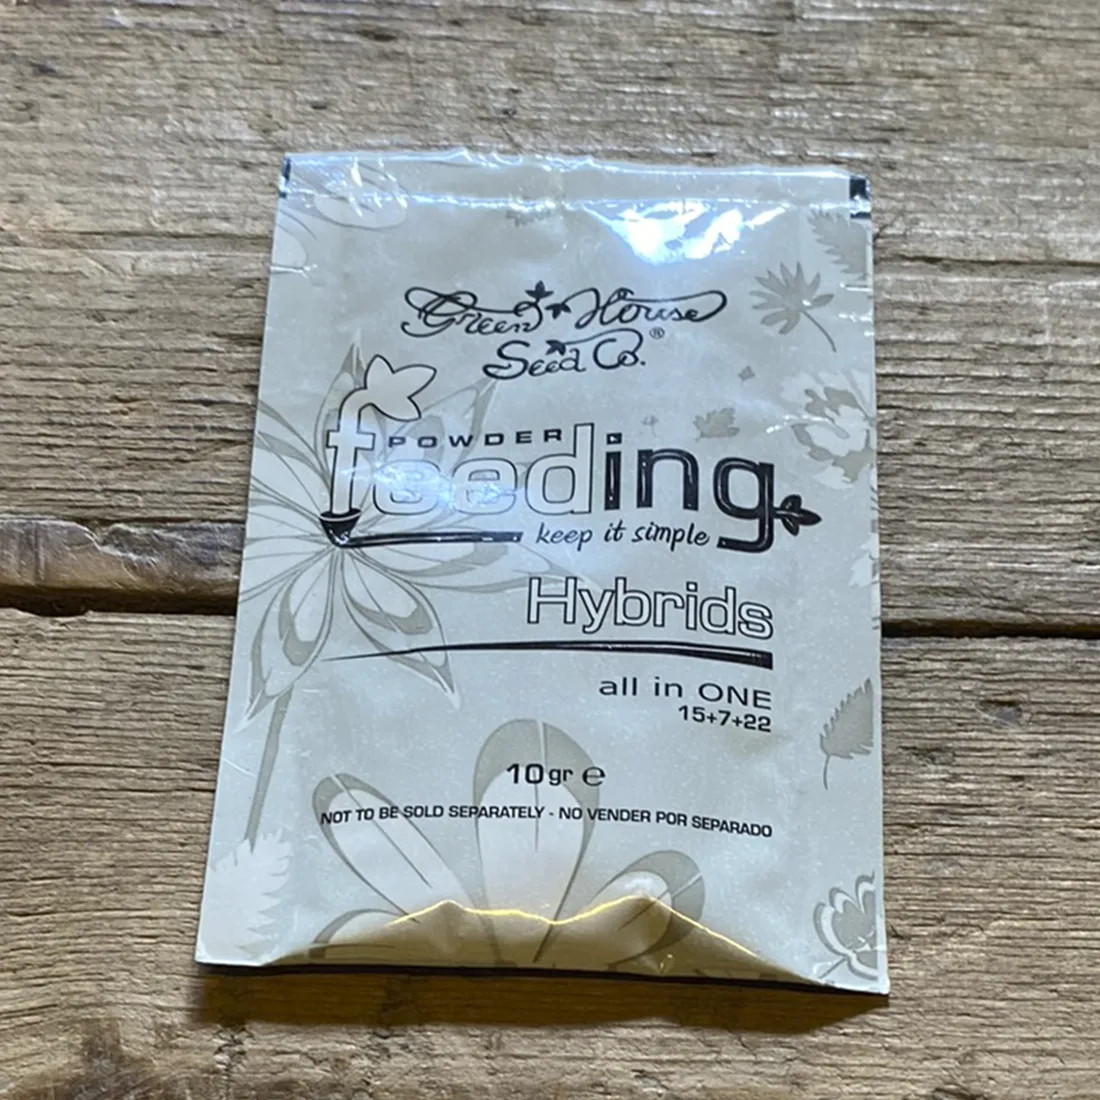 Green House
Seed Co.®
POWDER
feeding
keep it simple
Hybrids
all in ONE
15+7+22
10gr ℮
NOT TO BE SOLD SEPARATELY - NO VENDER POR SEPARADO